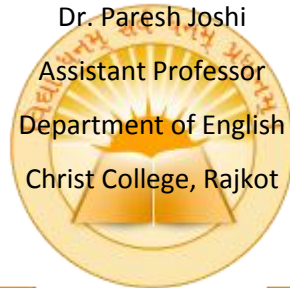 Dr. Paresh Joshi
Assistant Professor
Department of English
Christ College, Rajkot